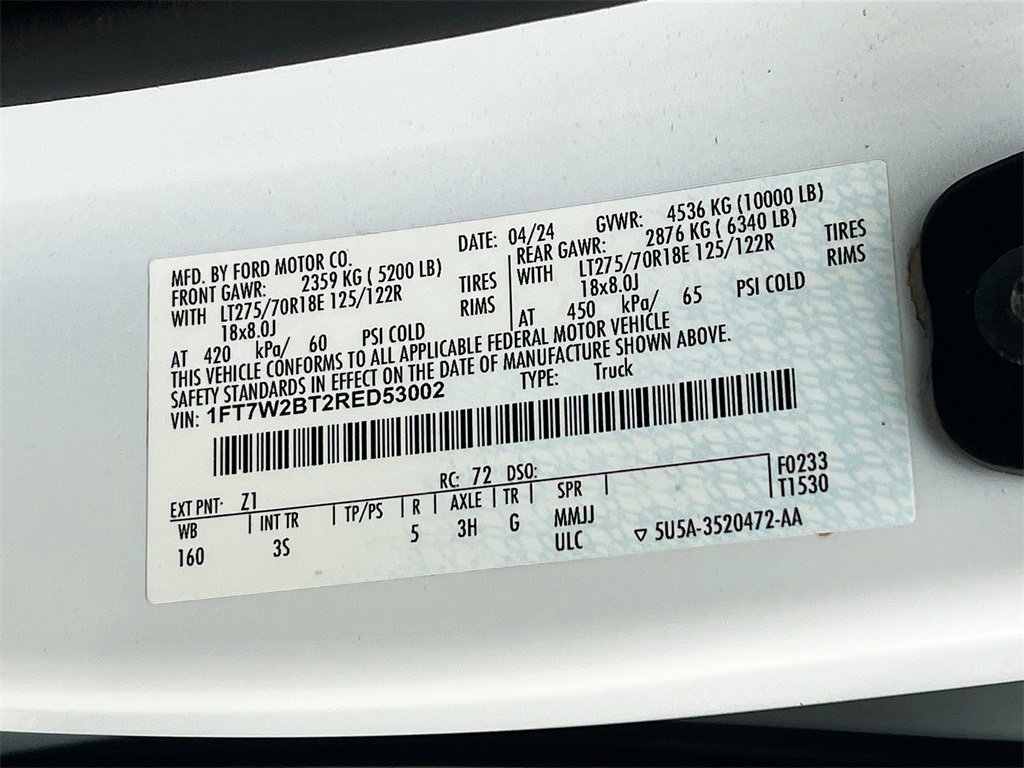 MFD. BY FORD MOTOR CO. DATE: 04/24 GVWR: 4536 KG (10000 LB)
FRONT GAWR: 2359 KG ( 5200 LB) REAR GAWR: 2876 KG ( 6340 LB)
WITH LT275/70R18E 125/122R TIRES WITH LT275/70R18E 125/122R TIRES
18x8.0J RIMS 18x8.0J RIMS
AT 420 kPa/ 60 PSI COLD AT 450 kPa/ 65 PSI COLD
THIS VEHICLE CONFORMS TO ALL APPLICABLE FEDERAL MOTOR VEHICLE
SAFETY STANDARDS IN EFFECT ON THE DATE OF MANUFACTURE SHOWN ABOVE.
VIN: 1FT7W2BT2RED53002 TYPE: Truck
EXT PNT: Z1 RC: 72 DSO: F0233
WB INT TR TP/PS R AXLE TR SPR T1530
160 3S 5 3H G MMJJ
ULC 5U5A-3520472-AA